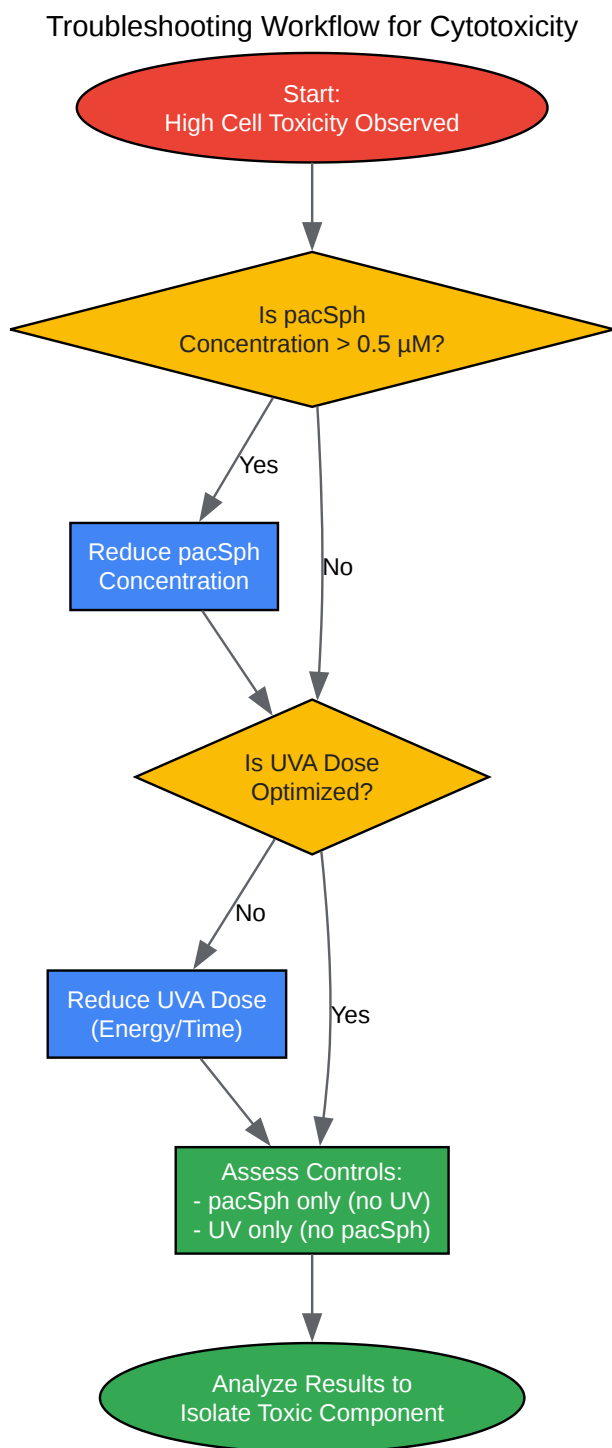 Troubleshooting Workflow for Cytotoxicity
Start:
High Cell Toxicity Observed
Is pacSph
Concentration > 0.5 µM?
Yes
Reduce pacSph
Concentration
No
Is UVA Dose
Optimized?
No
Reduce UVA Dose
(Energy/Time)
Yes
Assess Controls:
- pacSph only (no UV)
- UV only (no pacSph)
Analyze Results to
Isolate Toxic Component